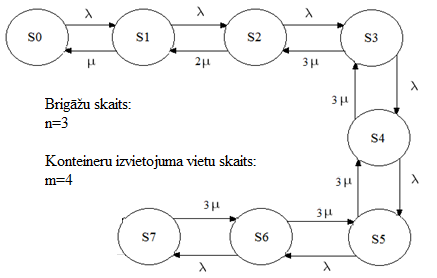 λ λ λ
S0 S1 S2 S3
μ 2μ 3μ
Brigāžu skaits:
n=3
3μ λ
S4
Konteineru izvietojuma vietu skaits:
m=4
3μ λ
3μ 3μ
S7 S6 S5
λ λ